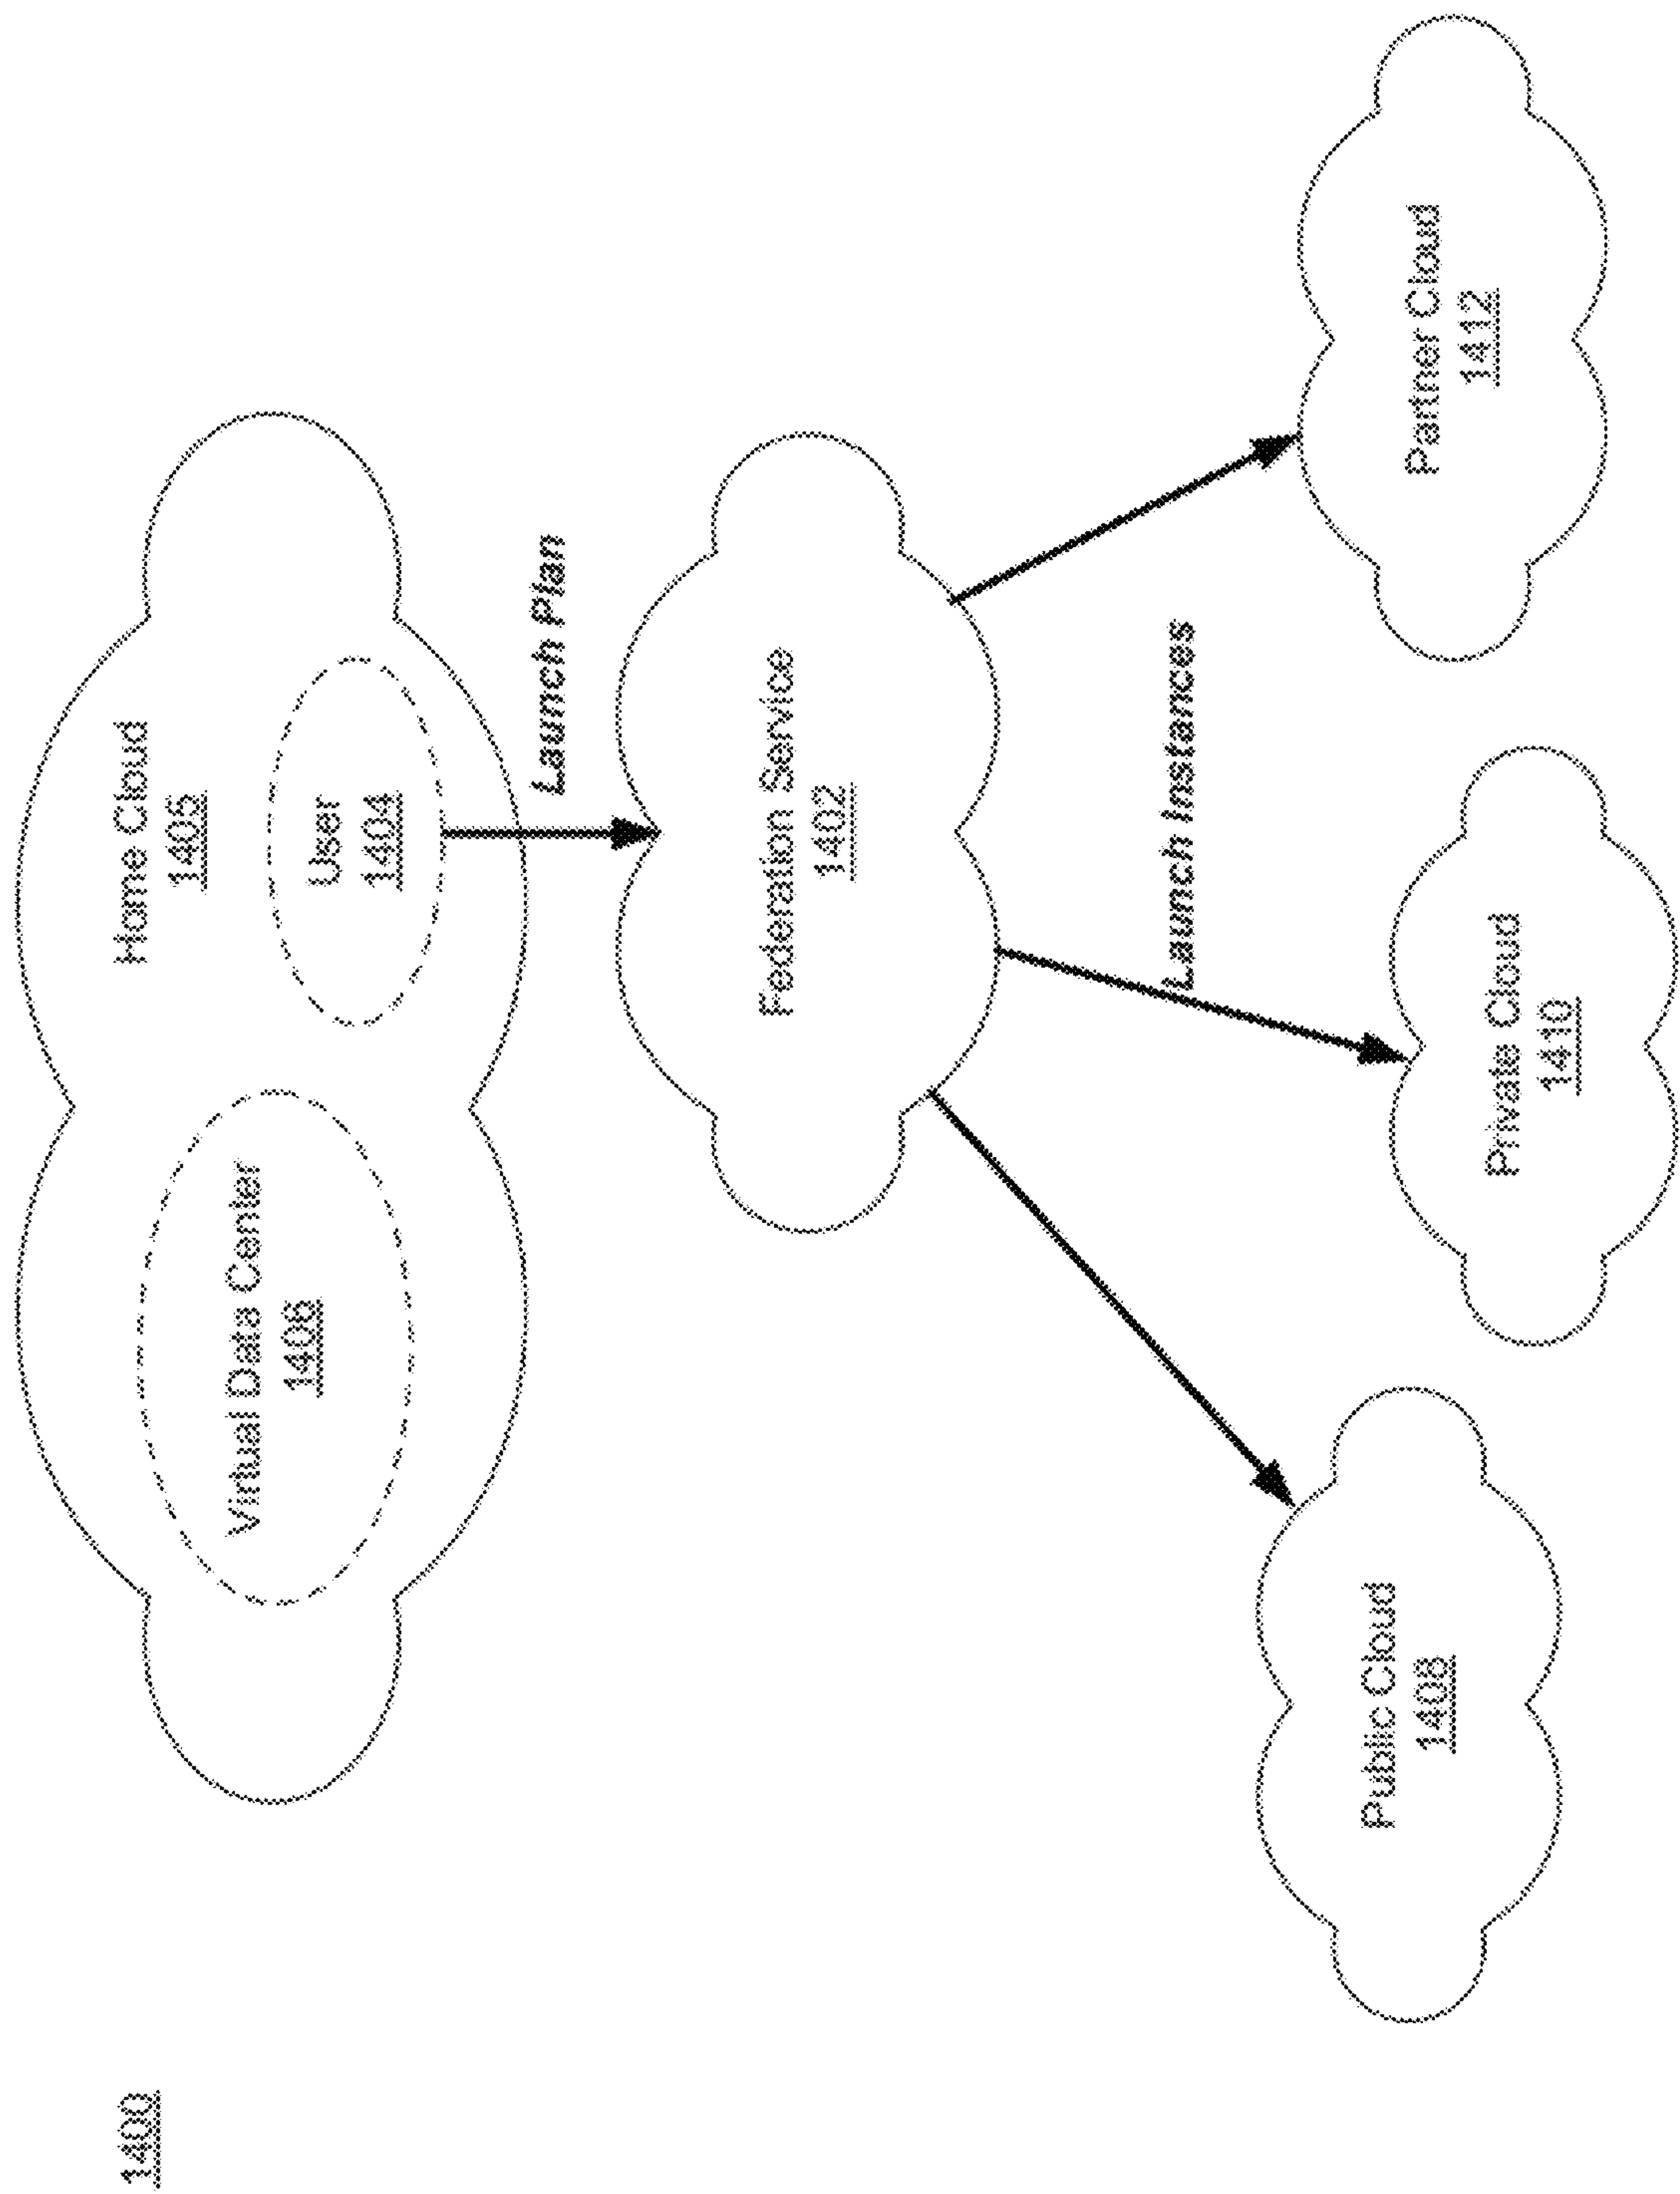 1400
Home Cloud
1405
Virtual Data Center
1406
User
1404
Launch Plan
Federation Service
1402
Launch Instances
Public Cloud
1408
Private Cloud
1410
Partner Cloud
1412